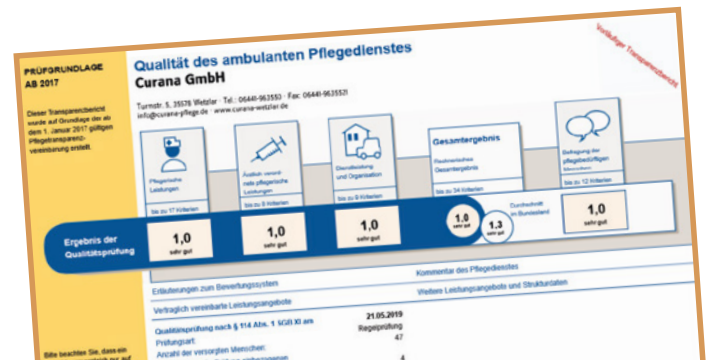 PRÜFGRUNDLAGE
AB 2017
Dieser Transparenzbericht
wurde auf Grundlage der ab
dem 1. Januar 2017 gültigen
Pflegetransparenz-
vereinbarung erstellt.
Qualität des ambulanten Pflegedienstes
Curana GmbH
Turmstr. 5, 35578 Wetzlar · Tel.: 06441-963550 · Fax: 06441-9635521
info@curana-pflege.de · www.curana-wetzlar.de
Vorläufiger Transparenzbericht
Pflegerische
Leistungen
bis zu 17 Kriterien
Ärztlich verord-
nete pflegerische
Leistungen
bis zu 8 Kriterien
Dienstleistung
und Organisation
bis zu 9 Kriterien
Gesamtergebnis
Rechnerisches
Gesamtergebnis
bis zu 34 Kriterien
Befragung der
pflegebedürftigen
Menschen
bis zu 12 Kriterien
Ergebnis der
Qualitätsprüfung
1,0
sehr gut
1,0
sehr gut
1,0
sehr gut
1.0
sehr gut
1.3
sehr gut
Durchschnitt
im Bundesland
1,0
sehr gut
Erläuterungen zum Bewertungssystem
Kommentar des Pflegedienstes
Vertraglich vereinbarte Leistungsangebote
Weitere Leistungsangebote und Strukturdaten
Qualitätsprüfung nach § 114 Abs. 1 SGB XI am
21.05.2019
Prüfungsart:
Regelprüfung
Anzahl der versorgten Menschen:
47
4
Bitte beachten Sie, dass ein